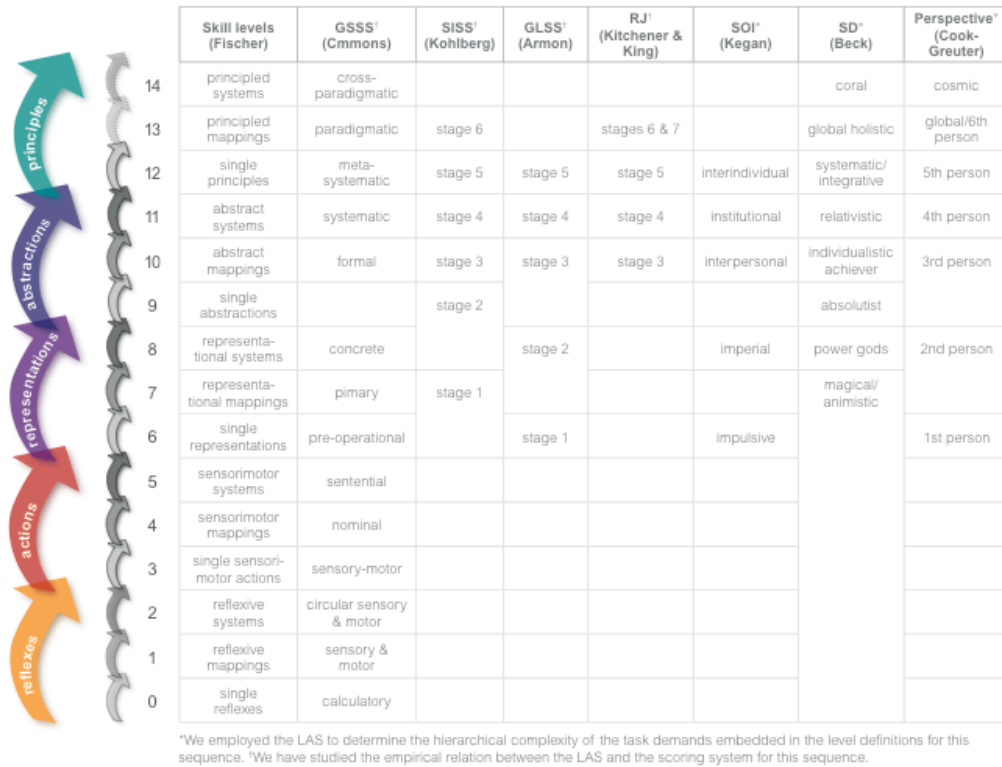 Skill levels (Fischer) GSSS† (Cmmons) SISS† (Kohlberg) GLSS† (Armon) RJ† (Kitchener & King) SOI* (Kegan) SD* (Beck) Perspective* (Cook-Greuter)
14 principled systems cross-paradigmatic coral cosmic
13 principled mappings paradigmatic stage 6 stages 6 & 7 global holistic global/6th person
12 single principles meta-systematic stage 5 stage 5 stage 5 interindividual systematic/integrative 5th person
11 abstract systems systematic stage 4 stage 4 stage 4 institutional relativistic 4th person
10 abstract mappings formal stage 3 stage 3 stage 3 interpersonal individualistic achiever 3rd person
9 single abstractions stage 2 absolutist
8 representa-tional systems concrete stage 2 imperial power gods 2nd person
7 representa-tional mappings pimary stage 1 magical/animistic
6 single representations pre-operational stage 1 impulsive 1st person
5 sensorimotor systems sentential
4 sensorimotor mappings nominal
3 single sensori-motor actions sensory-motor
2 reflexive systems circular sensory & motor
1 reflexive mappings sensory & motor
0 single reflexes calculatory
principles
abstractions
representations
actions
reflexes
*We employed the LAS to determine the hierarchical complexity of the task demands embedded in the level definitions for this
sequence. †We have studied the empirical relation between the LAS and the scoring system for this sequence.